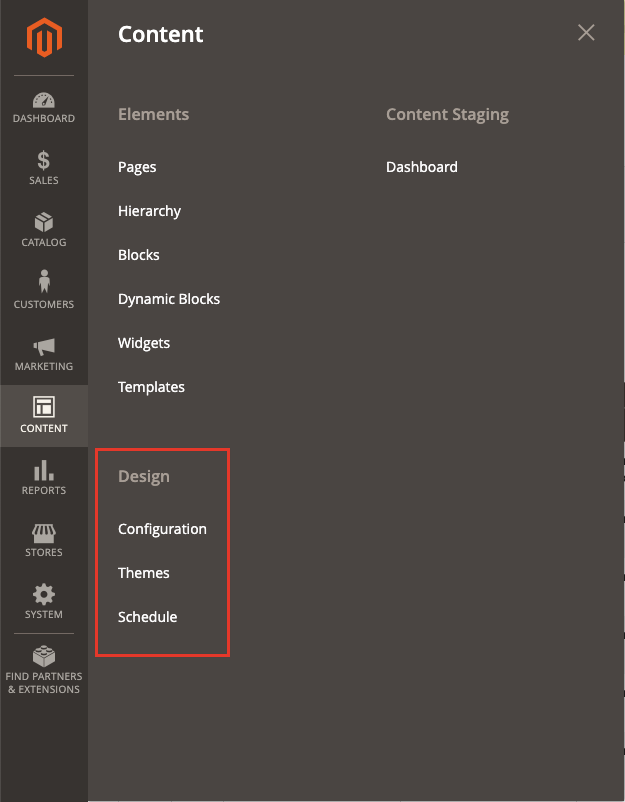 DASHBOARD
SALES
CATALOG
CUSTOMERS
MARKETING
CONTENT
REPORTS
STORES
SYSTEM
FIND PARTNERS
& EXTENSIONS
Content
Elements
Pages
Hierarchy
Blocks
Dynamic Blocks
Widgets
Templates
Design
Configuration
Themes
Schedule
Content Staging
Dashboard